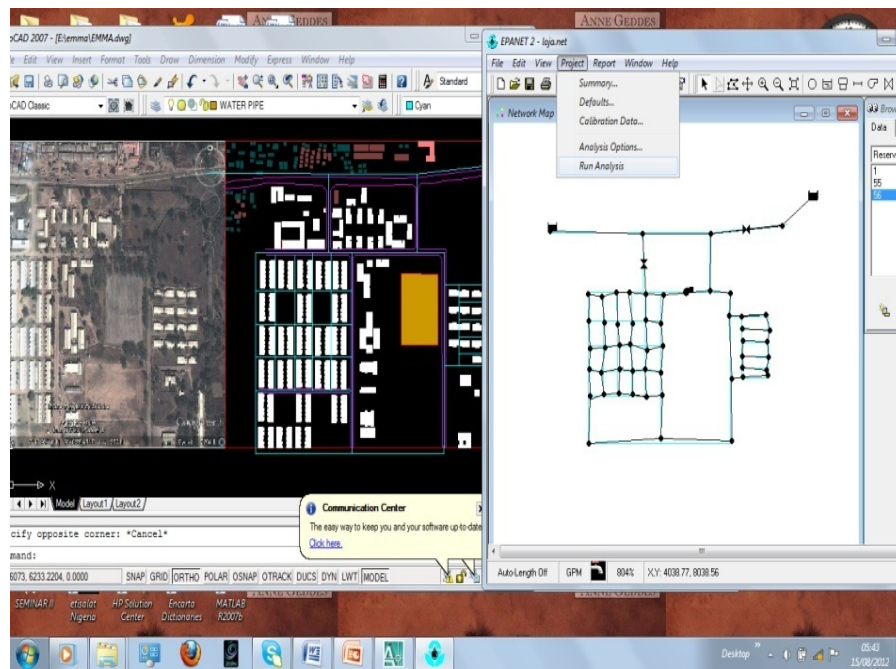 ANNE GEDDES
ANNE GEDDES
oCAD 2007 - [E:\emma\EMMA.dwg]
Edit View Insert Format Tools Draw Dimension Modify Express Window Help
Standard
CAD Classic
WATER PIPE
Cyan
EPANET 2 - laja.net
File Edit View Project Report Window Help
Summary...
Defaults...
Calibration Data...
Analysis Options...
Run Analysis
Network Map
Brow
Data
Reserv
1
55
56
X
Model Layout1 Layout2
Communication Center
The easy way to keep you and your software up-to-date
Click here.
cify opposite corner: *Cancel*
mand:
6073, 6233.2204, 0.0000 SNAP GRID ORTHO POLAR OSNAP OTRACK DUCS DYN LWT MODEL
Auto-Length Off GPM 804% X,Y: 4038.77, 8038.56
SEMINAR II
etisalat Nigeria
HP Solution Center
Encarta Dictionaries
MATLAB R2007b
Desktop
05:43
15/08/2012